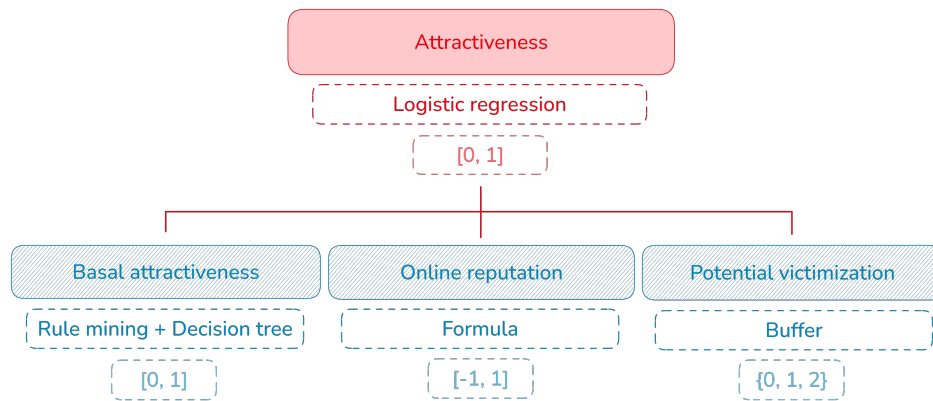 Attractiveness
Logistic regression
[0, 1]
Basal attractiveness
Online reputation
Potential victimization
Rule mining + Decision tree
Formula
Buffer
[0, 1]
[-1, 1]
{0, 1, 2}